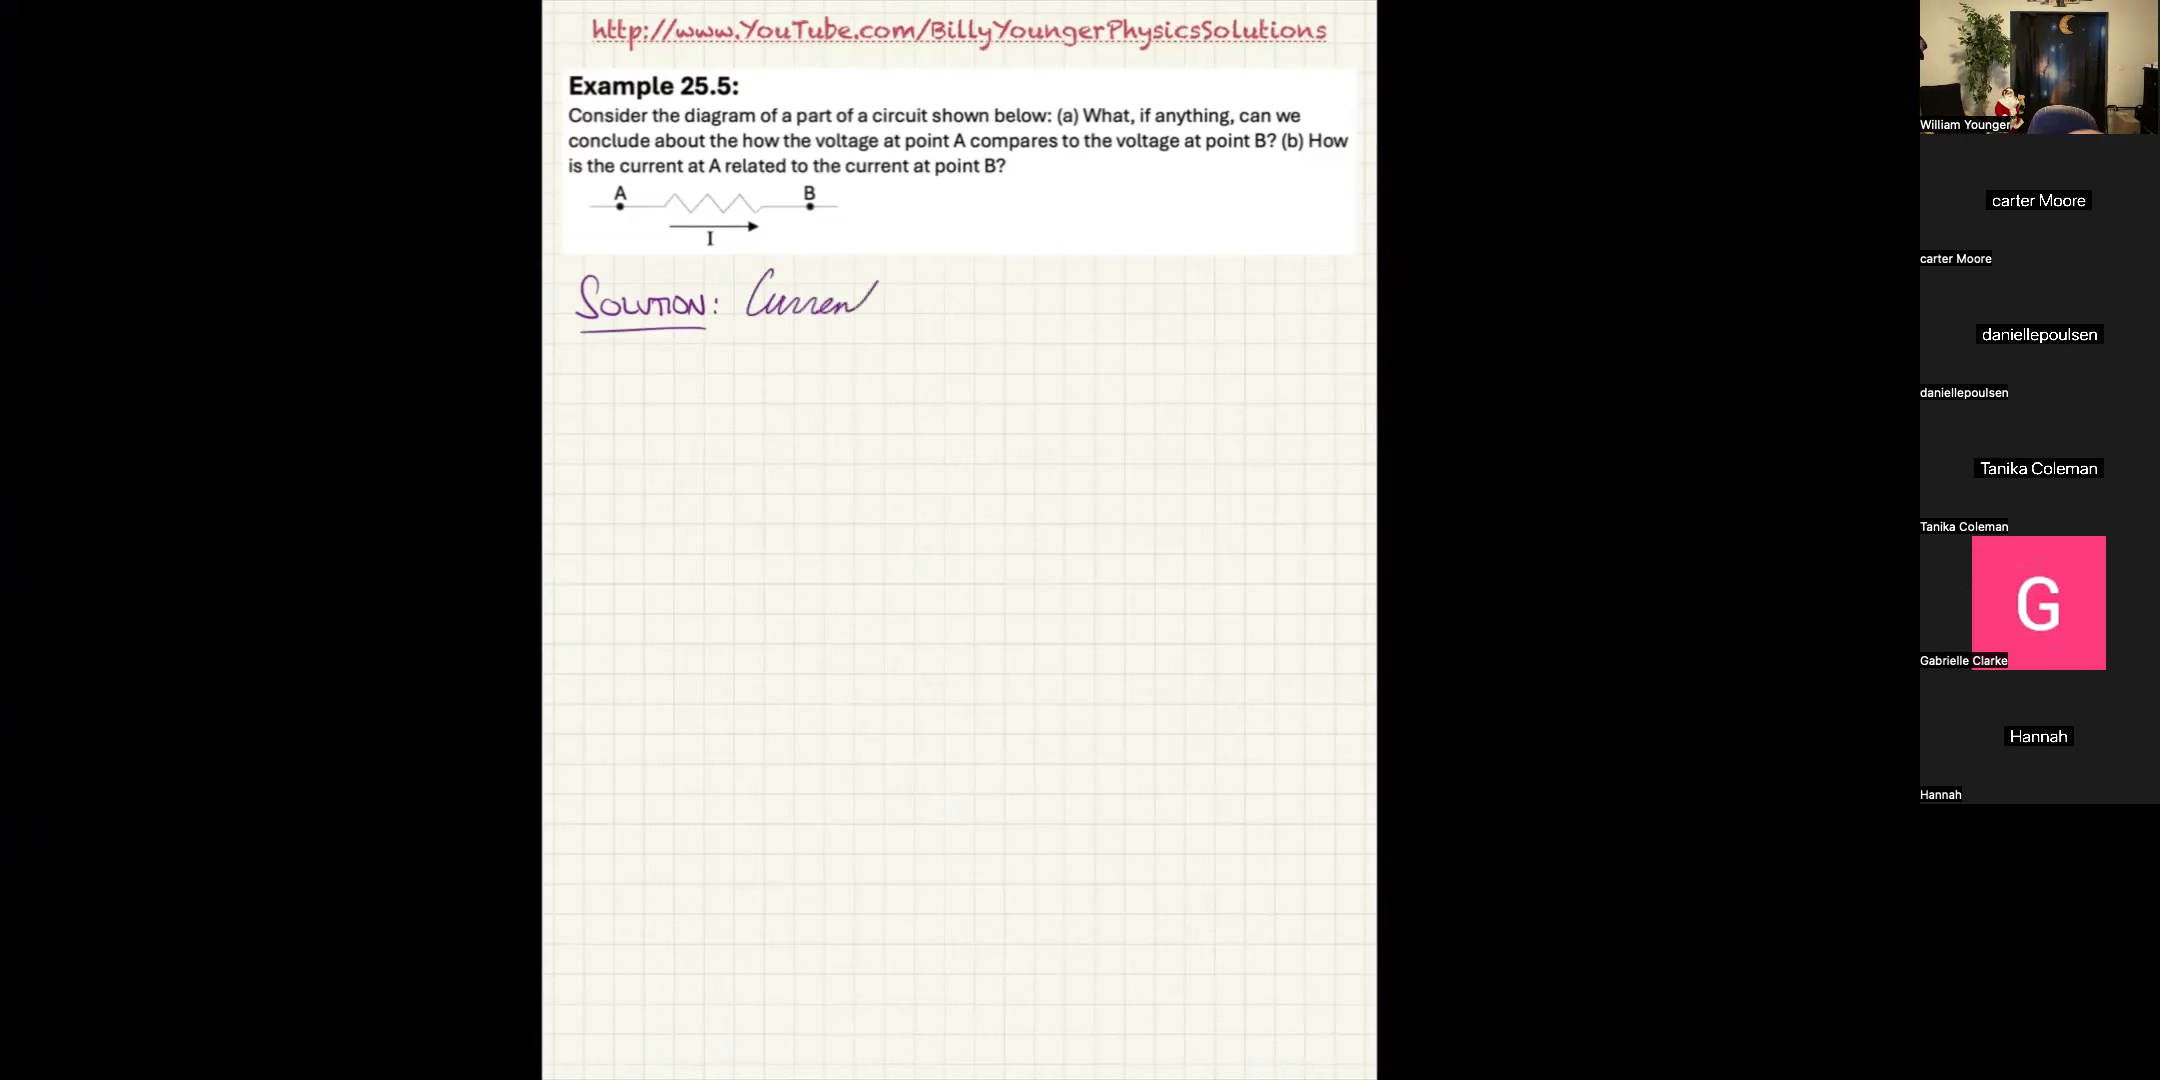 http://www.YouTube.com/BillyYoungerPhysicsSolutions
Example 25.5:
Consider the diagram of a part of a circuit shown below: (a) What, if anything, can we
conclude about the how the voltage at point A compares to the voltage at point B? (b) How
is the current at A related to the current at point B?
A B
I
SOLUTION: Curren
William Younger
carter Moore
carter Moore
daniellepoulsen
daniellepoulsen
Tanika Coleman
Tanika Coleman
G
Gabrielle Clarke
Hannah
Hannah